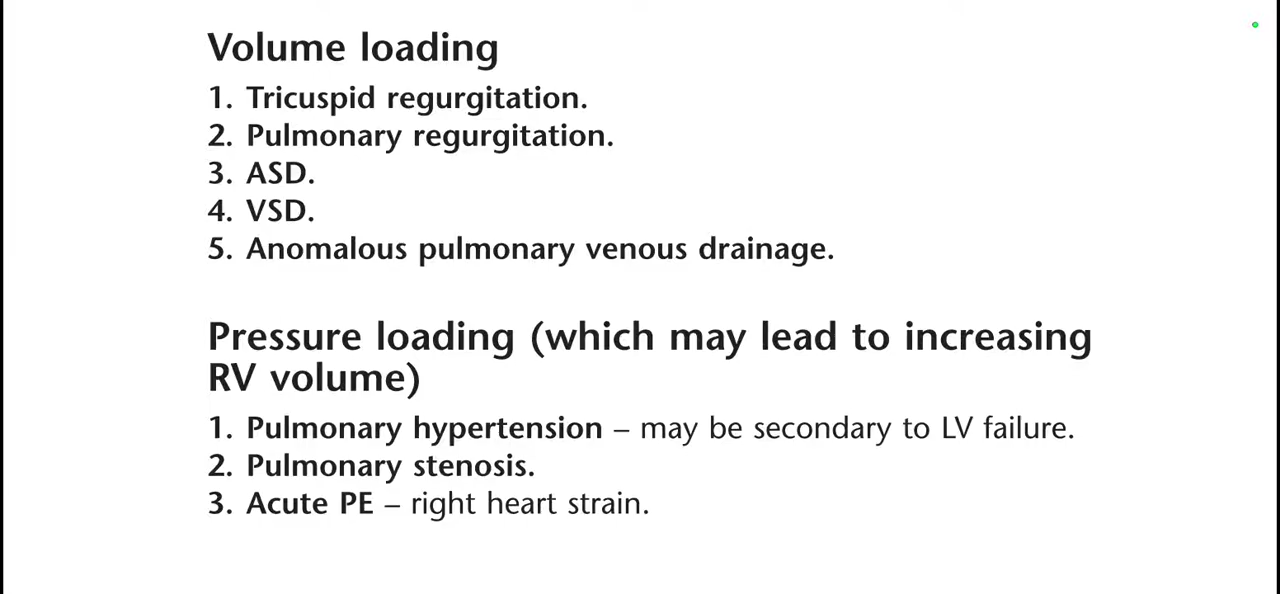 Volume loading
1. Tricuspid regurgitation.
2. Pulmonary regurgitation.
3. ASD.
4. VSD.
5. Anomalous pulmonary venous drainage.
Pressure loading (which may lead to increasing
RV volume)
1. Pulmonary hypertension – may be secondary to LV failure.
2. Pulmonary stenosis.
3. Acute PE – right heart strain.